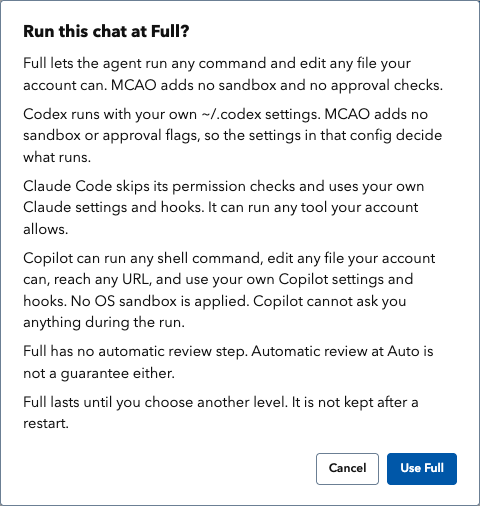 Run this chat at Full?
Full lets the agent run any command and edit any file your
account can. MCAO adds no sandbox and no approval checks.
Codex runs with your own ~/.codex settings. MCAO adds no
sandbox or approval flags, so the settings in that config decide
what runs.
Claude Code skips its permission checks and uses your own
Claude settings and hooks. It can run any tool your account
allows.
Copilot can run any shell command, edit any file your account
can, reach any URL, and use your own Copilot settings and
hooks. No OS sandbox is applied. Copilot cannot ask you
anything during the run.
Full has no automatic review step. Automatic review at Auto is
not a guarantee either.
Full lasts until you choose another level. It is not kept after a
restart.
Cancel
Use Full